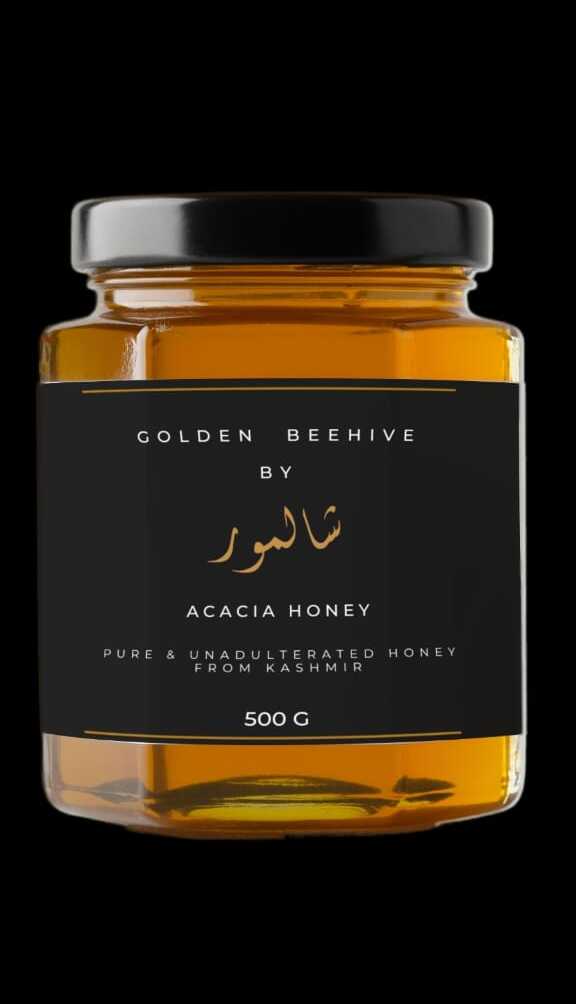 GOLDEN BEEHIVE
BY
شالمور
ACACIA HONEY
PURE & UNADULTERATED HONEY
FROM KASHMIR
500 G